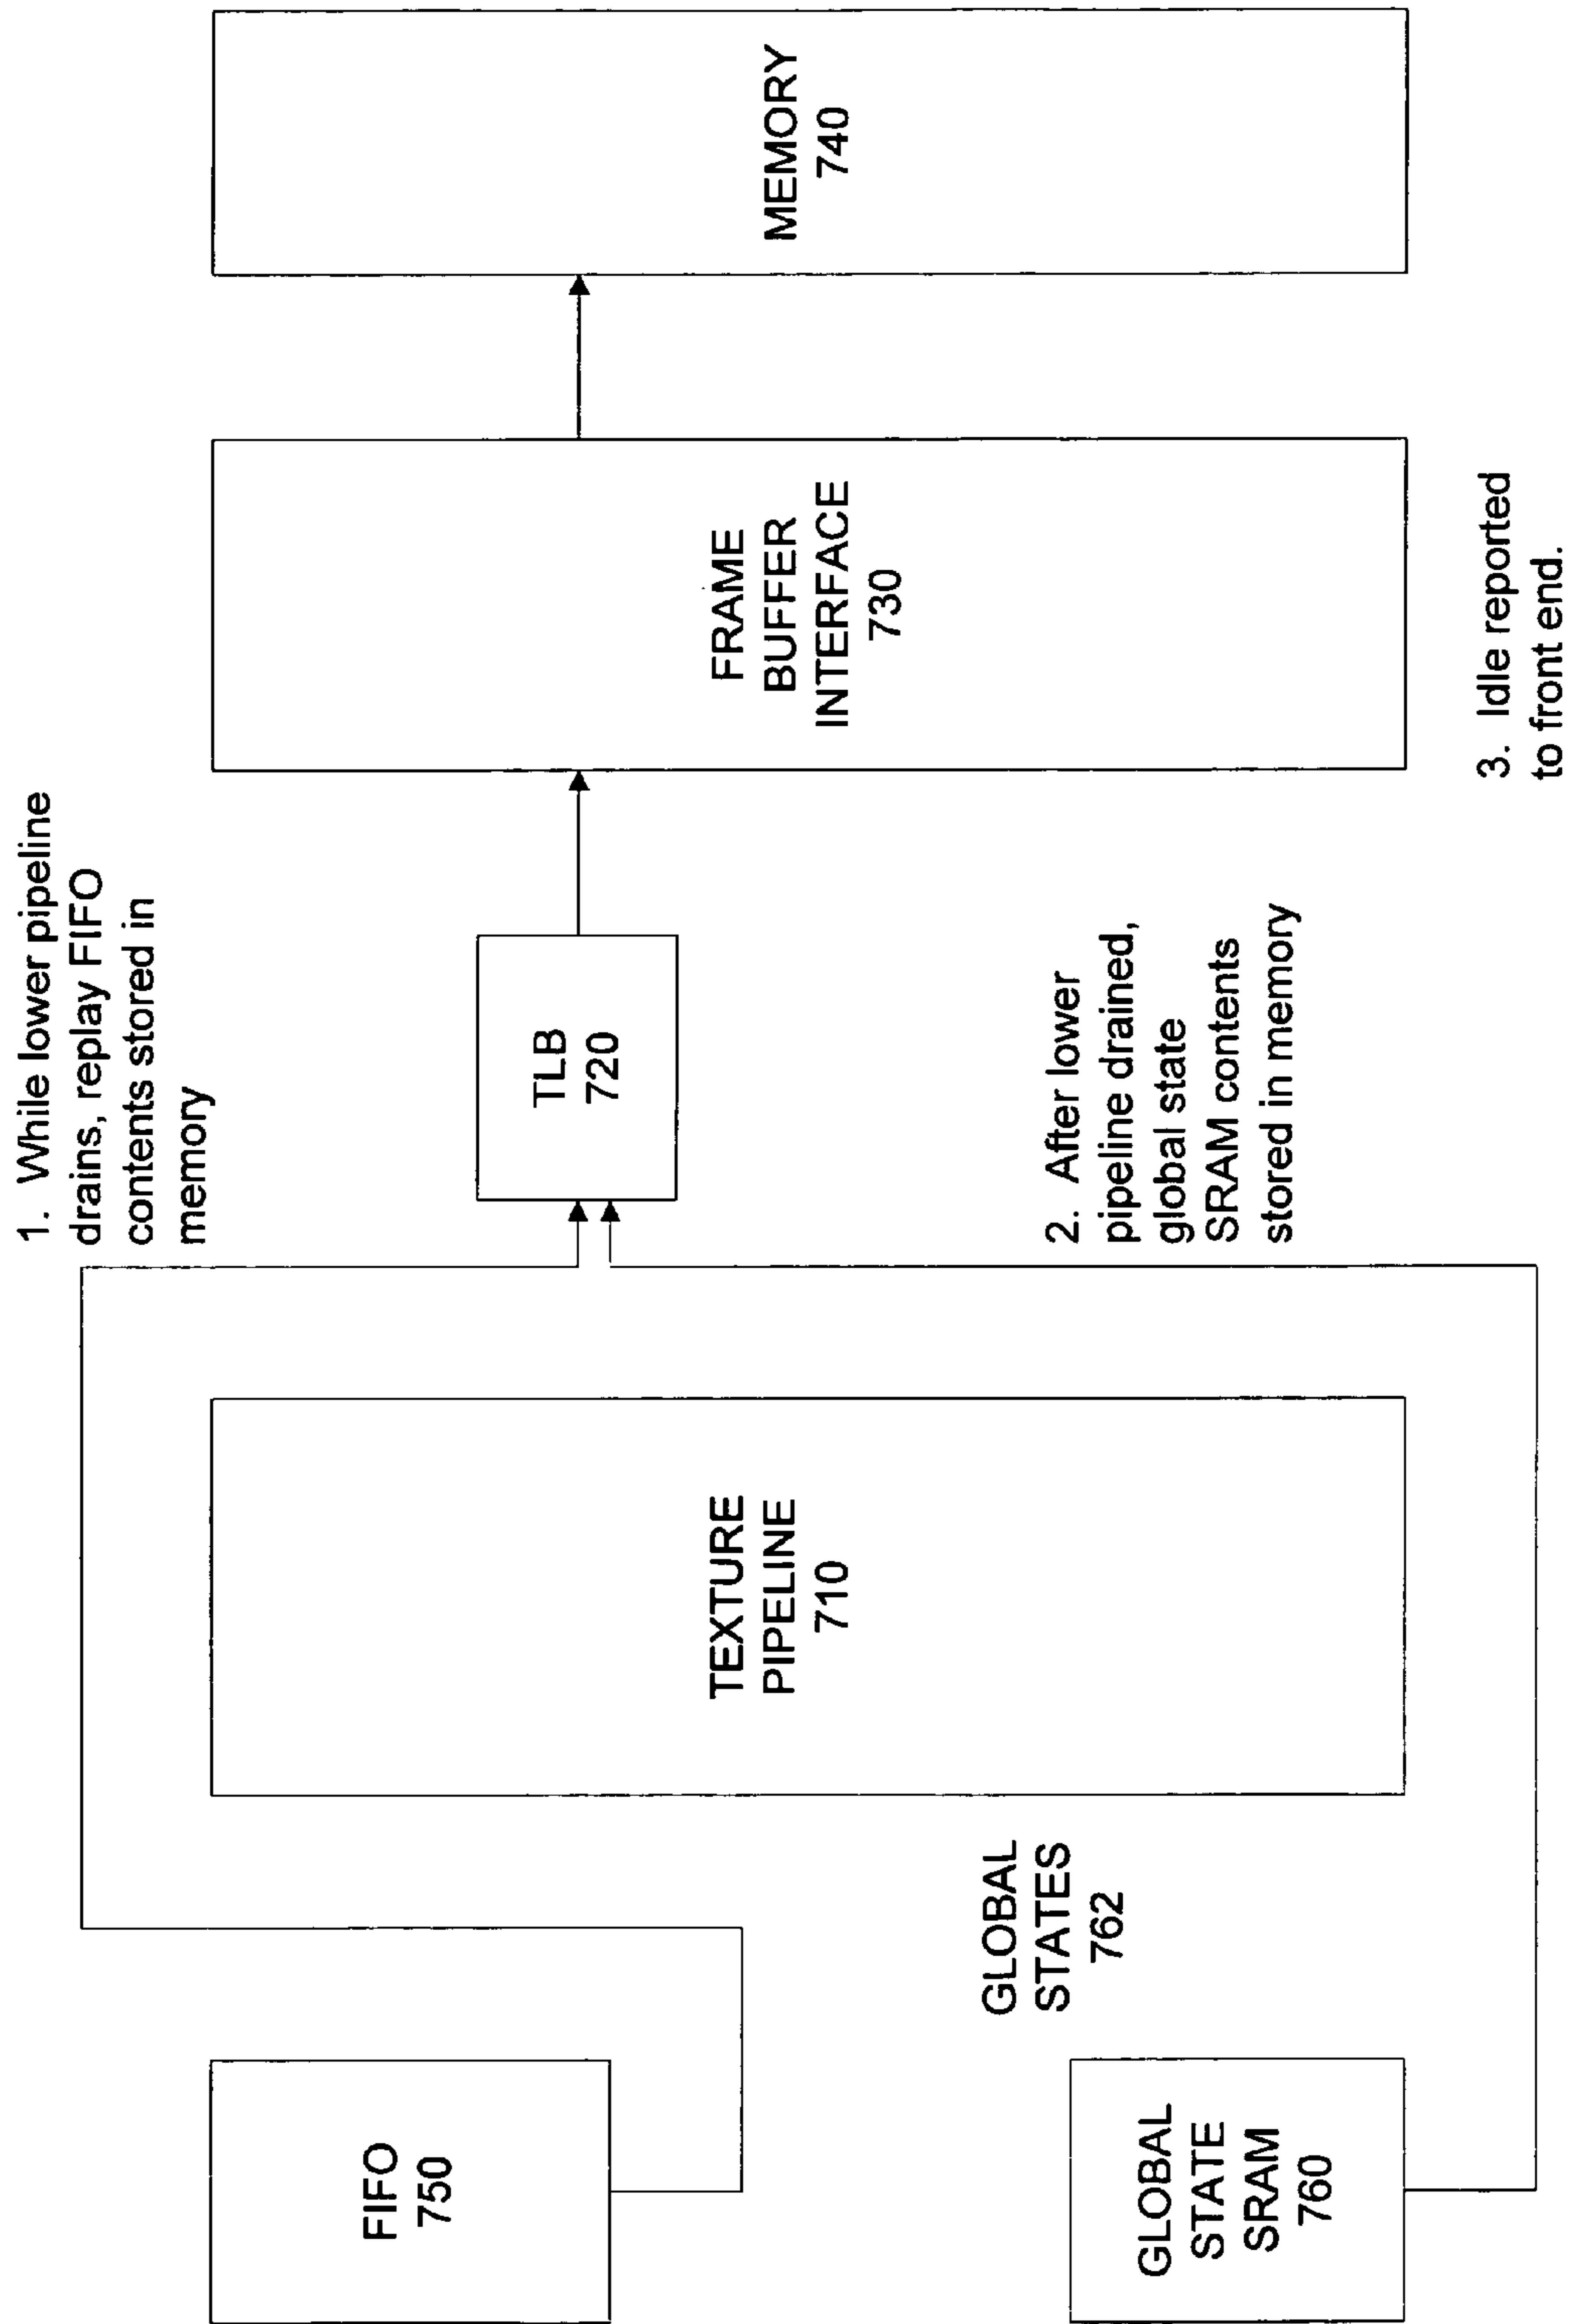 1. While lower pipeline
drains, replay FIFO
contents stored in
memory
FIFO
750
TEXTURE
PIPELINE
710
TLB
720
FRAME
BUFFER
INTERFACE
730
MEMORY
740
GLOBAL
STATES
762
2. After lower
pipeline drained,
global state
SRAM contents
stored in memory
GLOBAL
STATE
SRAM
760
3. Idle reported
to front end.